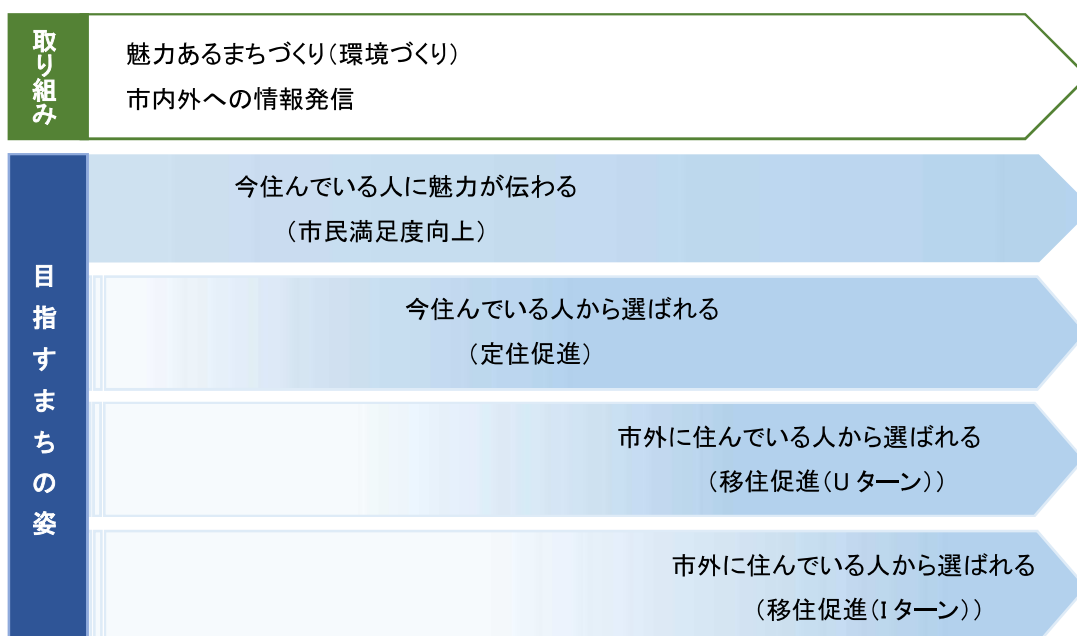 取り組み
魅力あるまちづくり(環境づくり)
市内外への情報発信
目指すまちの姿
今住んでいる人に魅力が伝わる
(市民満足度向上)
今住んでいる人から選ばれる
(定住促進)
市外に住んでいる人から選ばれる
(移住促進(U ターン))
市外に住んでいる人から選ばれる
(移住促進(I ターン))